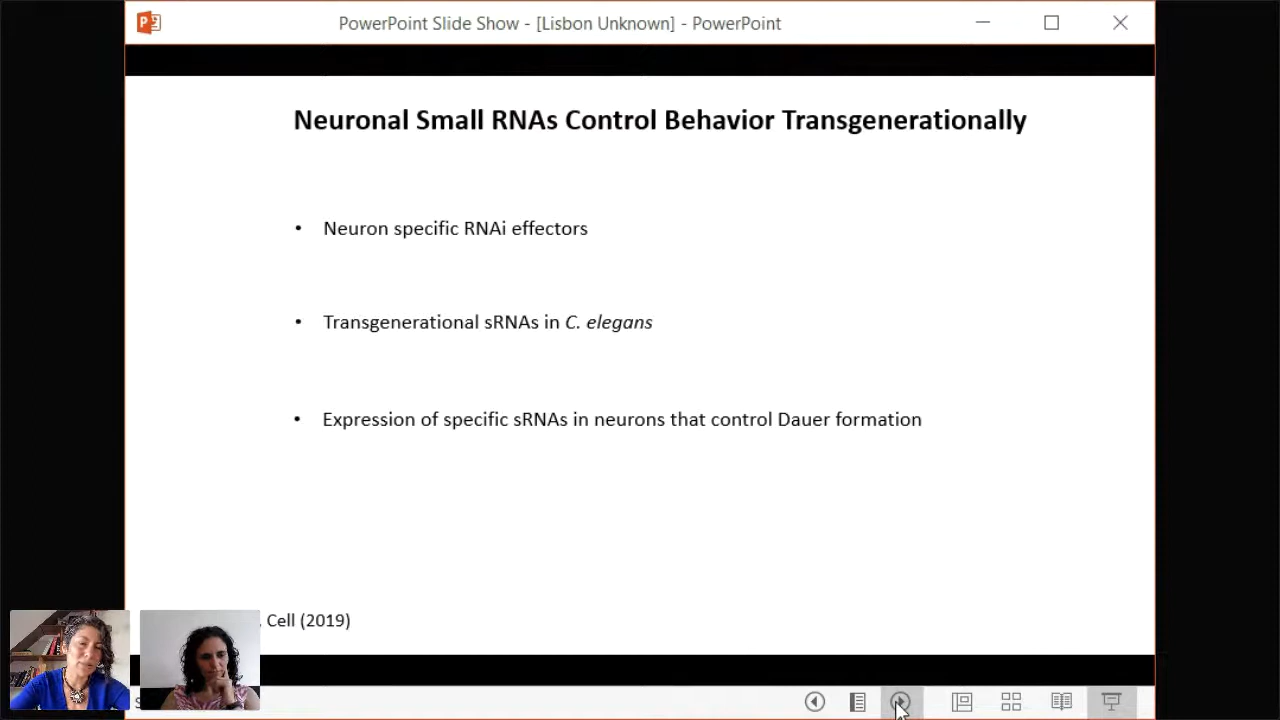 PowerPoint Slide Show - [Lisbon Unknown] - PowerPoint
Neuronal Small RNAs Control Behavior Transgenerationally
• Neuron specific RNAi effectors
• Transgenerational sRNAs in C. elegans
• Expression of specific sRNAs in neurons that control Dauer formation
, Cell (2019)